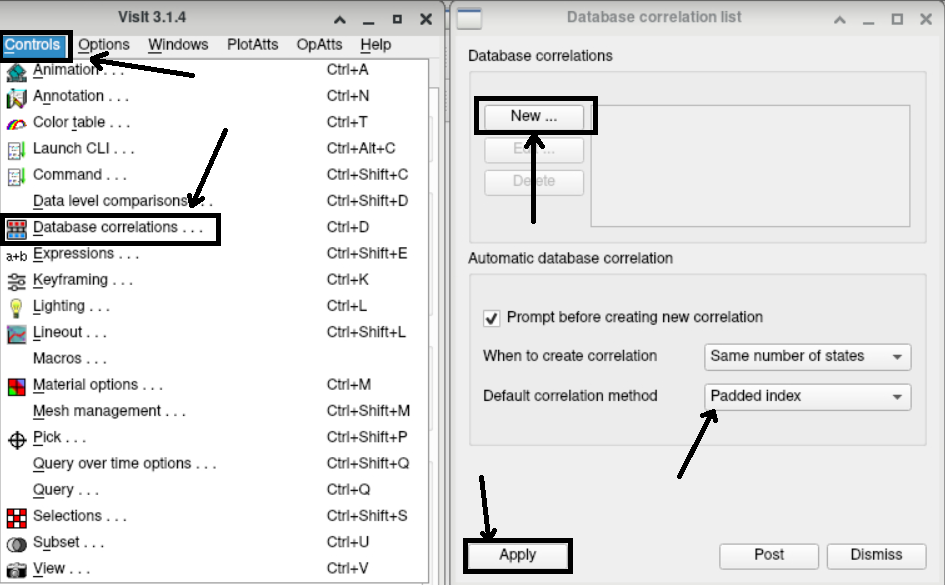 VisIt 3.1.4
Controls Options Windows PlotAtts OpAtts Help
Animation . . . Ctrl+A
Annotation . . . Ctrl+N
Color table . . . Ctrl+T
Launch CLI . . . Ctrl+Alt+C
Command . . . Ctrl+Shift+C
Data level comparisons . . . Ctrl+Shift+D
Database correlations . . . Ctrl+D
a+b Expressions . . . Ctrl+Shift+E
Keyframing . . . Ctrl+K
Lighting . . . Ctrl+L
Lineout . . . Ctrl+Shift+L
Macros . . .
Material options . . . Ctrl+M
Mesh management . . . Ctrl+Shift+M
Pick . . . Ctrl+Shift+P
Query over time options . . . Ctrl+Shift+Q
Query . . . Ctrl+Q
Selections . . . Ctrl+Shift+S
Subset . . . Ctrl+U
View . . . Ctrl+V
Database correlation list
Database correlations
New ...
Delete
Automatic database correlation
Prompt before creating new correlation
When to create correlation Same number of states
Default correlation method Padded index
Apply Post Dismiss